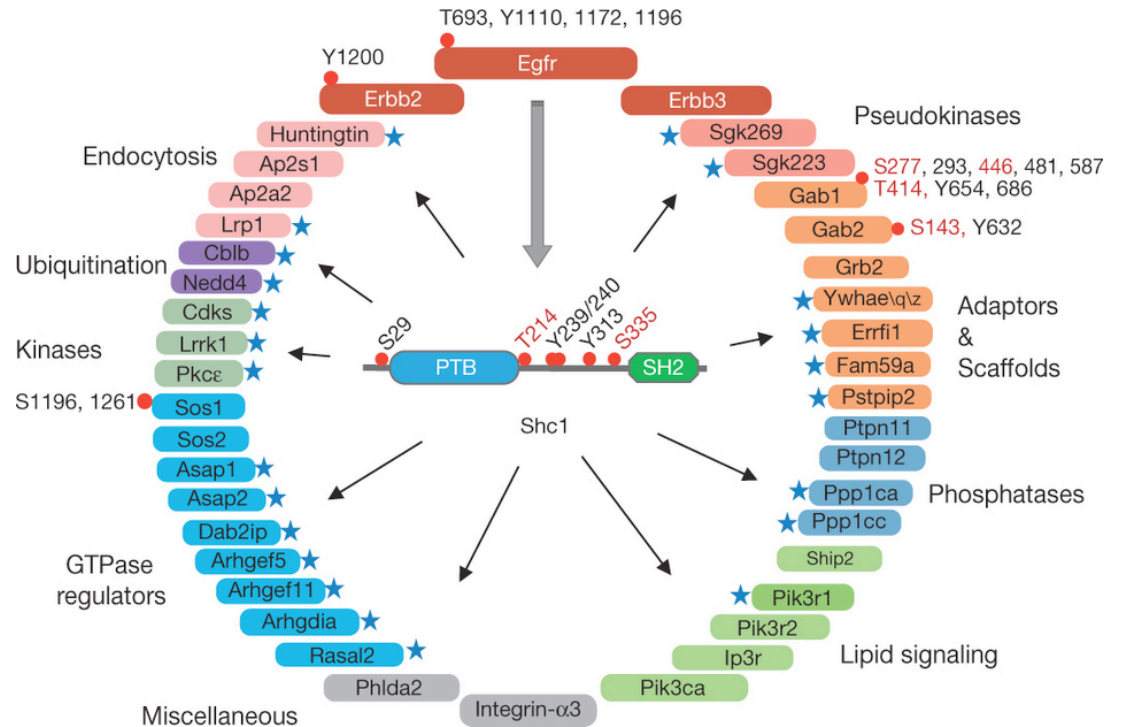 T693, Y1110, 1172, 1196
Y1200
Egfr
Erbb2
Erbb3
Pseudokinases
Huntingtin
Sgk269
Endocytosis
Ap2s1
Sgk223
S277, 293, 446, 481, 587
T414, Y654, 686
Ap2a2
Gab1
Lrp1
Gab2
S143, Y632
Cblb
Ubiquitination
Nedd4
Grb2
Cdks
Ywhae\q\z
Adaptors
&
Scaffolds
Kinases
Lrrk1
Errfi1
Pkcε
Fam59a
S29
T214
Y239/240
Y313
S335
PTB
SH2
Shc1
S1196, 1261
Sos1
Pstpip2
Sos2
Ptpn11
Asap1
Ptpn12
Asap2
Ppp1ca
Phosphatases
Dab2ip
Ppp1cc
GTPase
regulators
Arhgef5
Ship2
Arhgef11
Pik3r1
Arhgdia
Pik3r2
Rasal2
Ip3r
Lipid signaling
Phlda2
Pik3ca
Integrin-α3
Miscellaneous